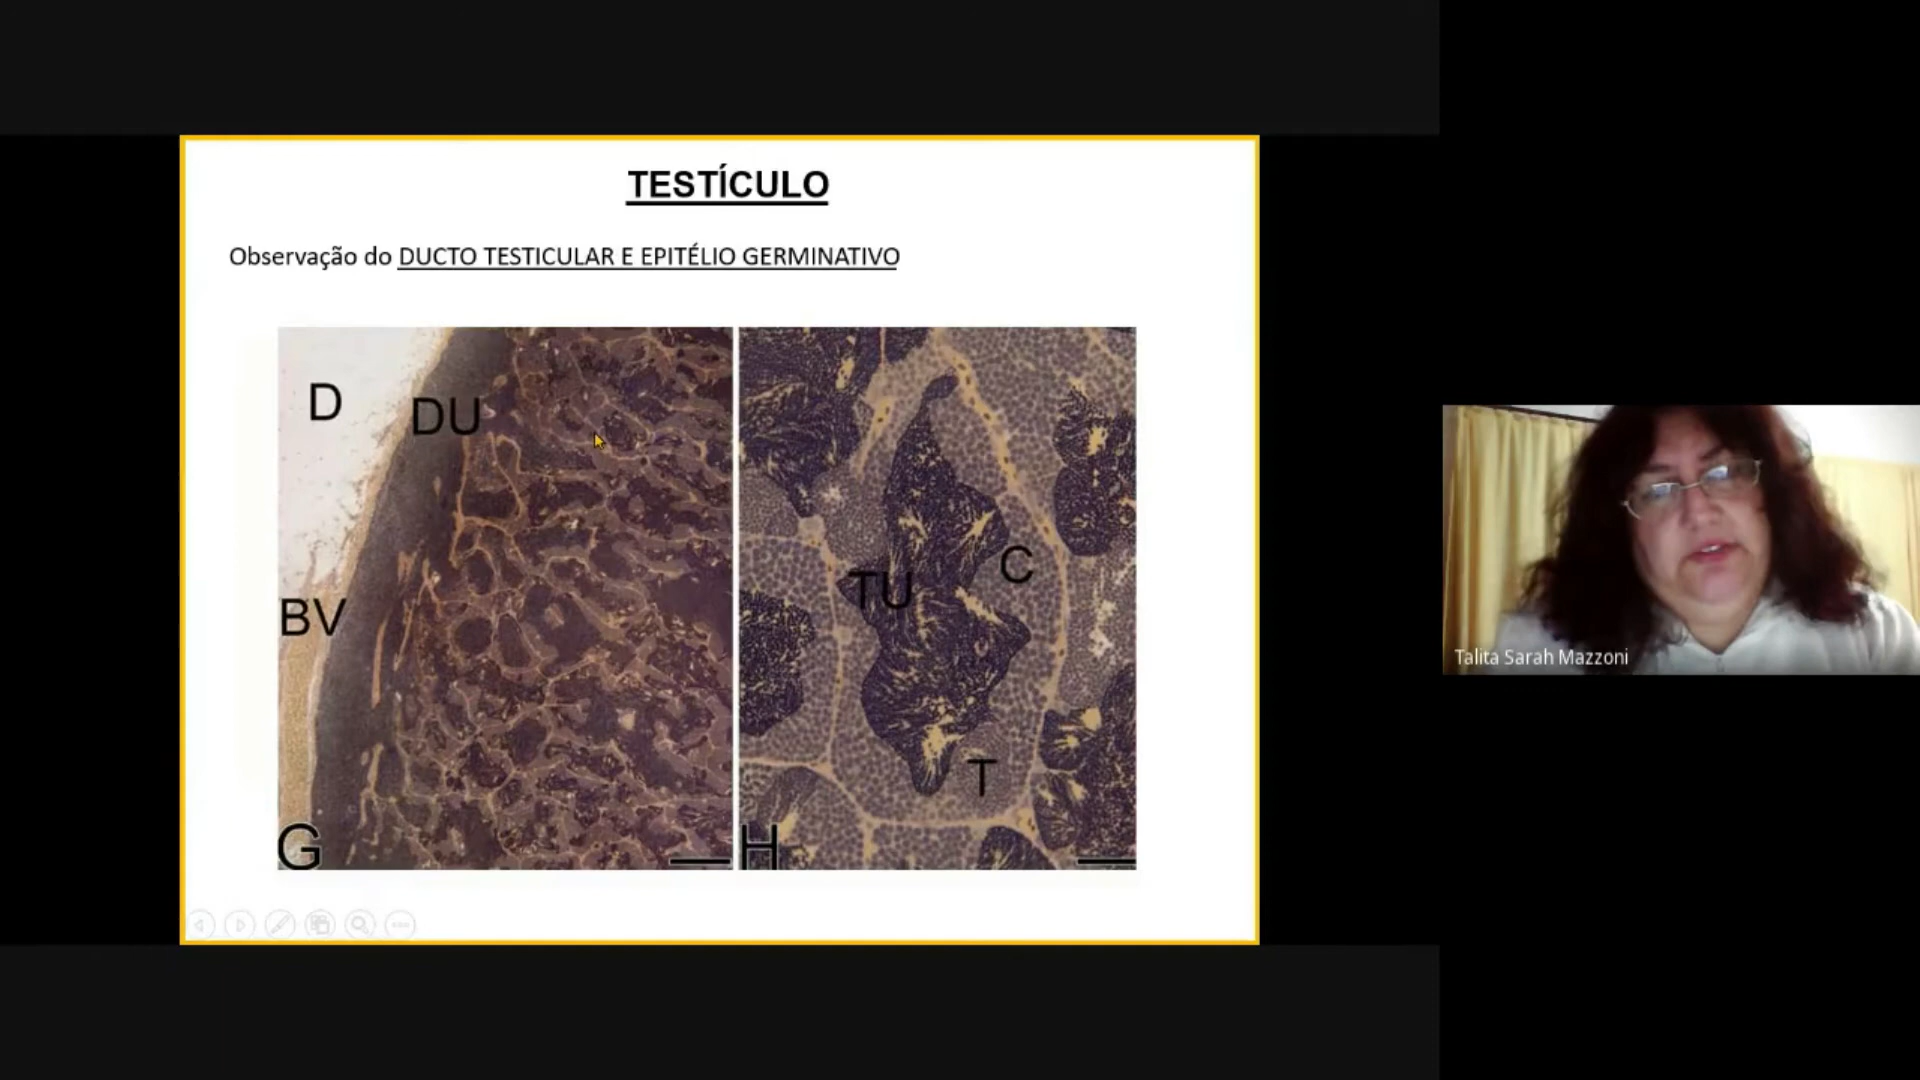 TESTÍCULO
Observação do DUCTO TESTICULAR E EPITÉLIO GERMINATIVO
D
DU
BV
G
TU
C
T
H
Talita Sarah Mazzoni